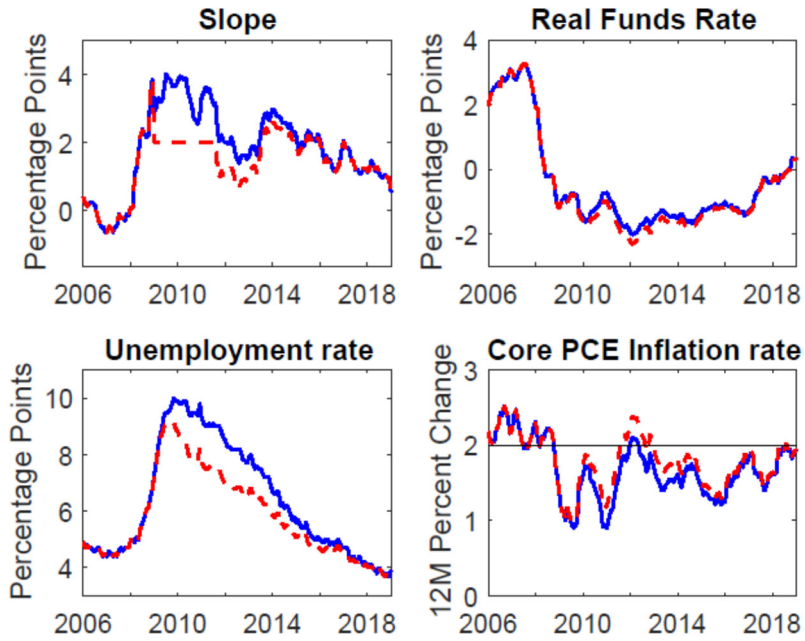 Slope
Percentage Points
4
2
0
2006 2010 2014 2018
Real Funds Rate
Percentage Points
4
2
0
-2
2006 2010 2014 2018
Unemployment rate
Percentage Points
10
8
6
4
2006 2010 2014 2018
Core PCE Inflation rate
12M Percent Change
3
2
1
0
2006 2010 2014 2018